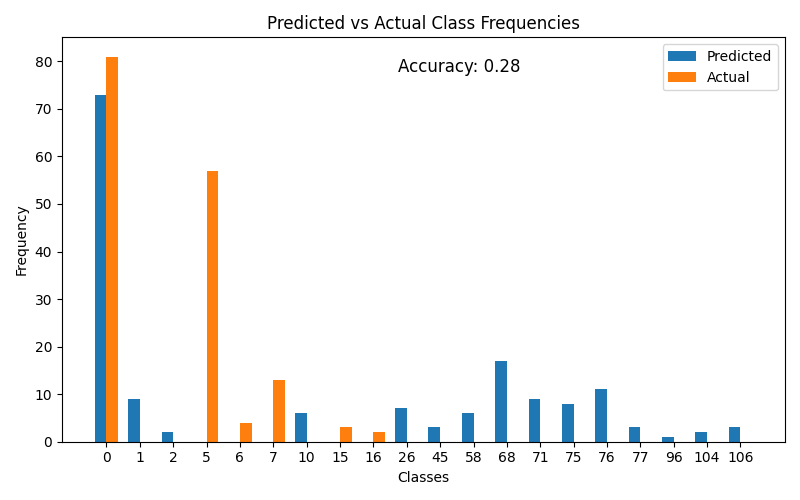 Predicted vs Actual Class Frequencies
Accuracy: 0.28
Predicted
Actual
Frequency
80
70
60
50
40
30
20
10
0
0 1 2 5 6 7 10 15 16 26 45 58 68 71 75 76 77 96 104 106
Classes